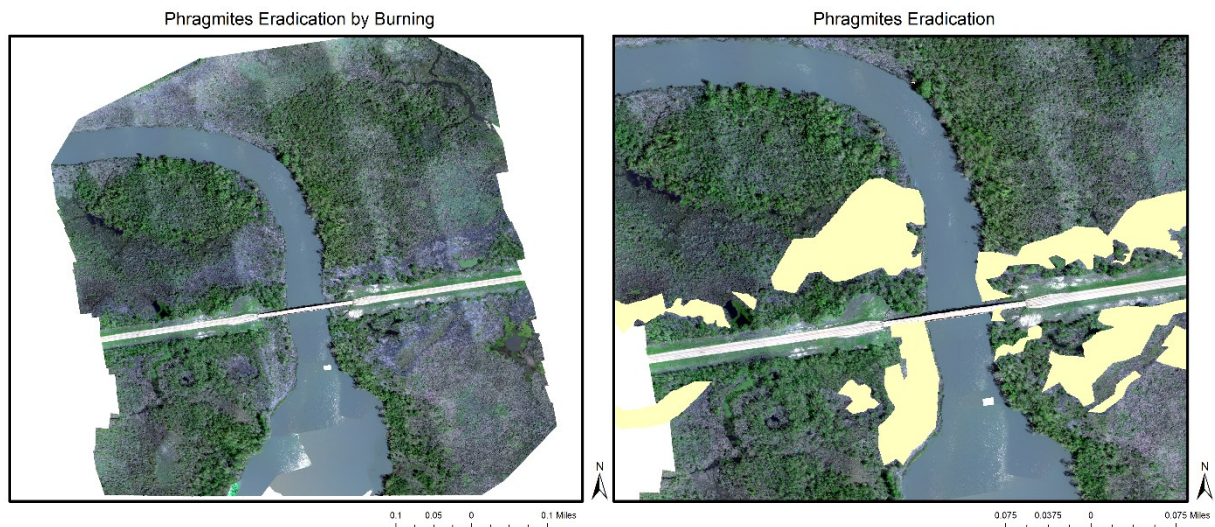 Phragmites Eradication by Burning
Phragmites Eradication
N
N
0.1 0.05 0 0.1 Miles
0.075 0.0375 0 0.075 Miles